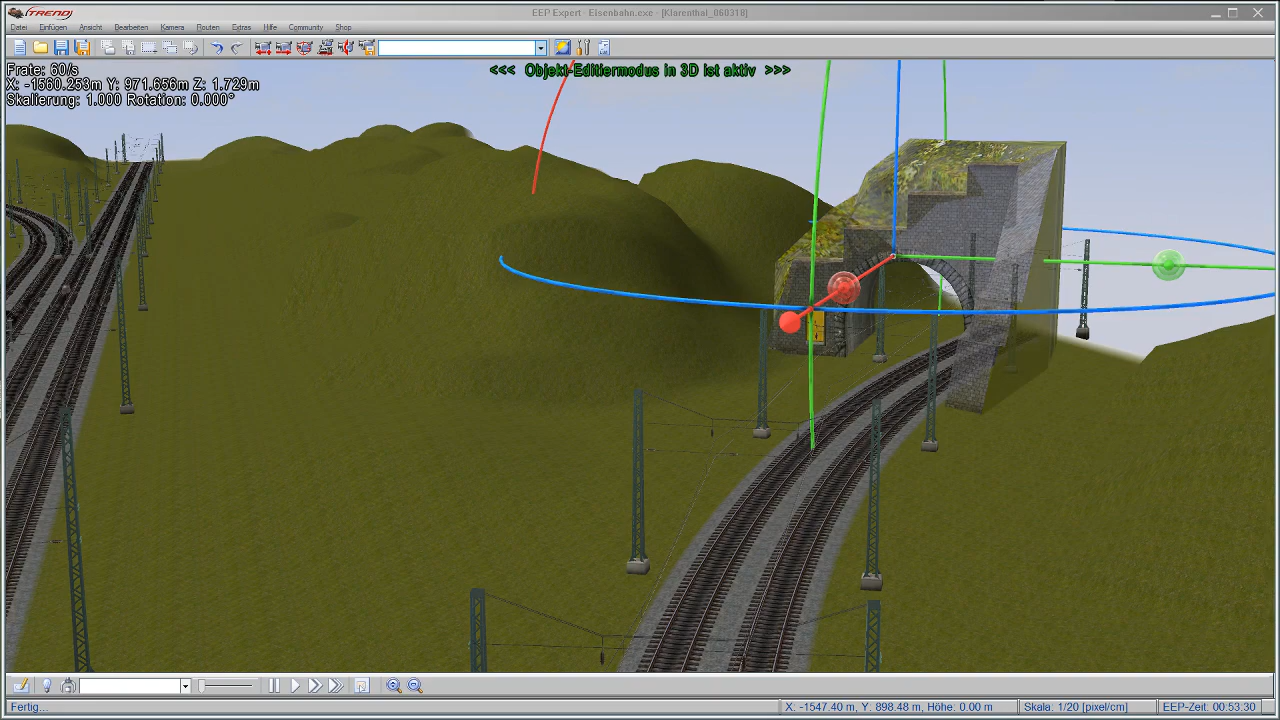 TREND
EEP Expert - Eisenbahn.exe - [Klarenthal_060310]
Datei Einfügen Ansicht Bearbeiten Kamera Routen Extras Hilfe Community Shop
Frate: 60/s
<<< Objekt-Editiermodus in 3D ist aktiv >>>
X: -1560.253m Y: 971.656m Z: 1.729m
Skalierung: 1.000 Rotation: 0.000°
Fertig...
X: -1547.40 m, Y: 898.48 m, Höhe: 0.00 m
Skala: 1/20 [pixel/cm]
EEP-Zeit: 00:53:30